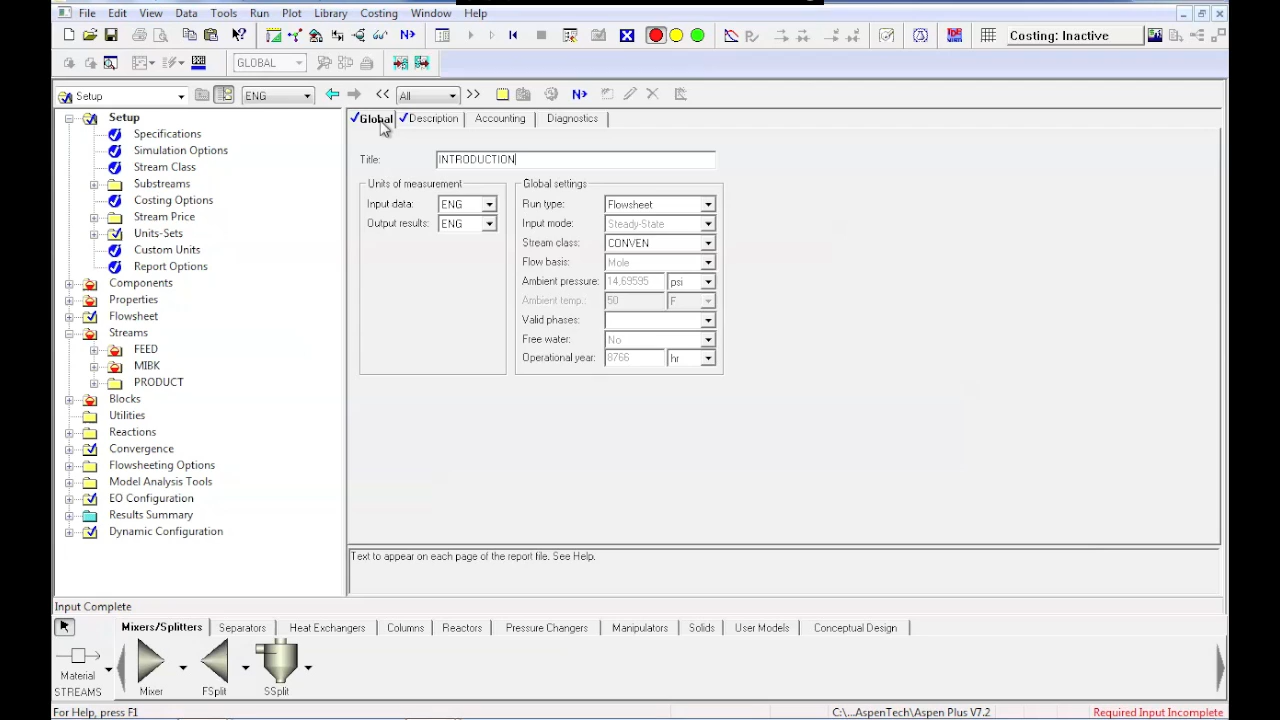 File Edit View Data Tools Run Plot Library Costing Window Help
N> Costing: Inactive
GLOBAL
Setup ENG << All >> N>
Setup
Specifications
Simulation Options
Stream Class
Substreams
Costing Options
Stream Price
Units-Sets
Custom Units
Report Options
Components
Properties
Flowsheet
Streams
FEED
MIBK
PRODUCT
Blocks
Utilities
Reactions
Convergence
Flowsheeting Options
Model Analysis Tools
EO Configuration
Results Summary
Dynamic Configuration
Global Description Accounting Diagnostics
Title: INTRODUCTION
Units of measurement
Input data: ENG
Output results: ENG
Global settings
Run type: Flowsheet
Input mode: Steady-State
Stream class: CONVEN
Flow basis: Mole
Ambient pressure: 14.69595 psi
Ambient temp.: 50 F
Valid phases:
Free water: No
Operational year: 8766 hr
Text to appear on each page of the report file. See Help.
Input Complete
Mixers/Splitters Separators Heat Exchangers Columns Reactors Pressure Changers Manipulators Solids User Models Conceptual Design
Material
STREAMS Mixer FSplit SSplit
For Help, press F1 C:\...AspenTech\Aspen Plus V7.2 Required Input Incomplete